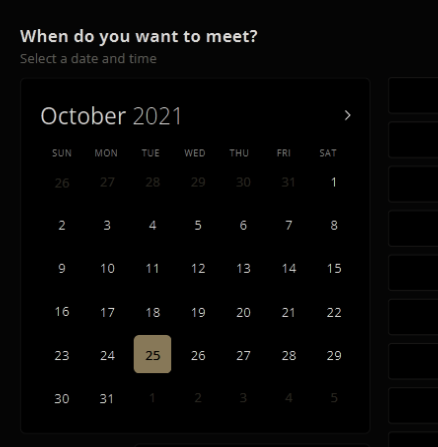 When do you want to meet?
Select a date and time
October 2021
SUN MON TUE WED THU FRI SAT
26 27 28 29 30 31 1
2 3 4 5 6 7 8
9 10 11 12 13 14 15
16 17 18 19 20 21 22
23 24 25 26 27 28 29
30 31 1 2 3 4 5